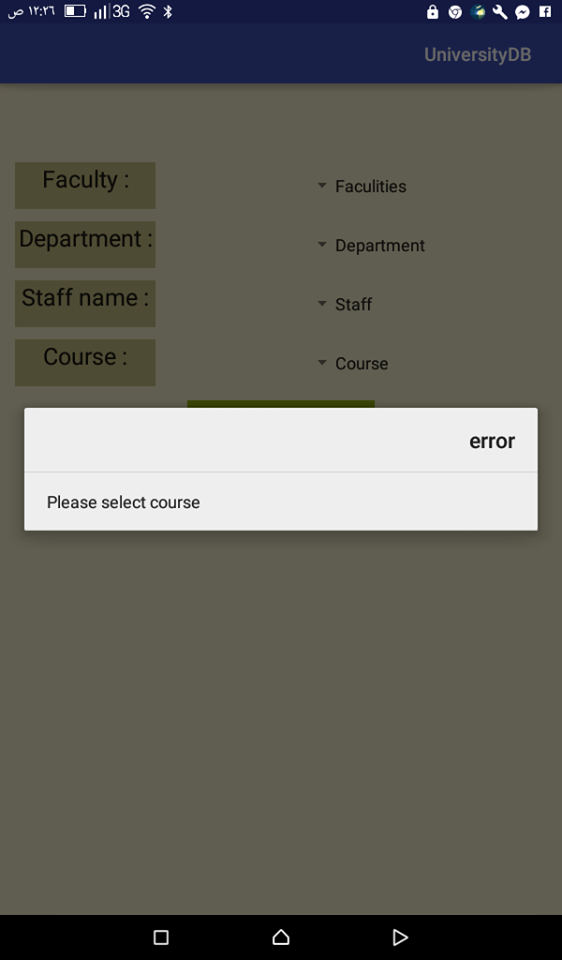 ١٢:٢٦ ص 3G
UniversityDB
Faculty : Faculities
Department : Department
Staff name : Staff
Course : Course
error
Please select course